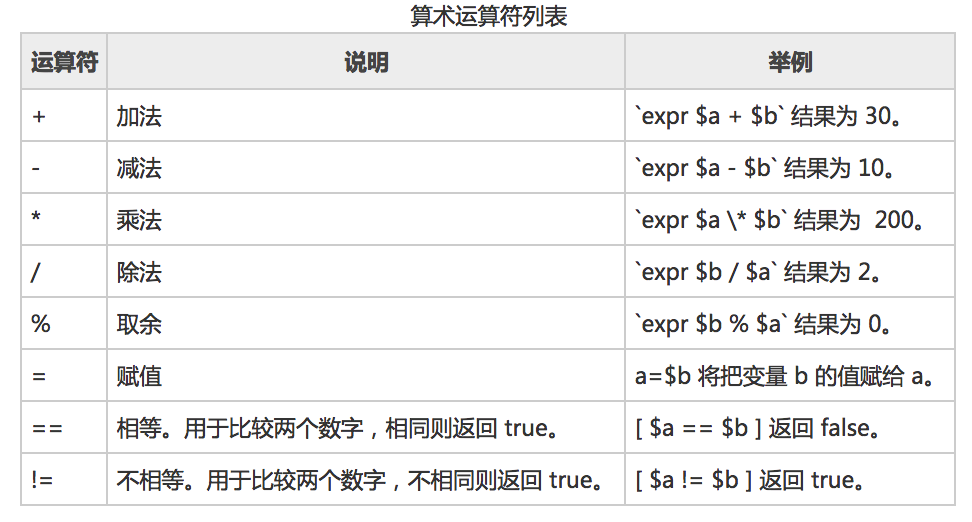 算术运算符列表
运算符 说明 举例
+ 加法 `expr $a + $b` 结果为 30。
- 减法 `expr $a - $b` 结果为 10。
* 乘法 `expr $a \* $b` 结果为  200。
/ 除法 `expr $b / $a` 结果为 2。
% 取余 `expr $b % $a` 结果为 0。
= 赋值 a=$b 将把变量 b 的值赋给 a。
== 相等。用于比较两个数字，相同则返回 true。 [ $a == $b ] 返回 false。
!= 不相等。用于比较两个数字，不相同则返回 true。 [ $a != $b ] 返回 true。